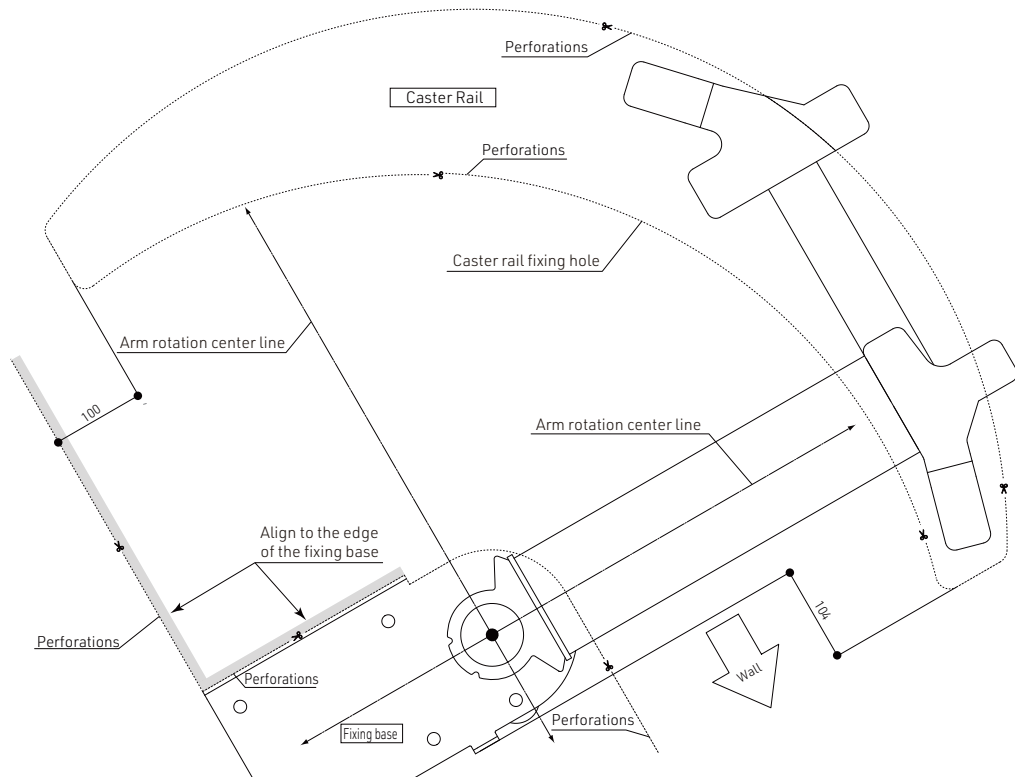 Perforations
Caster Rail
Perforations
Caster rail fixing hole
Arm rotation center line
100
Arm rotation center line
Align to the edge
of the fixing base
104
Perforations
Wall
Perforations
Perforations
Fixing base